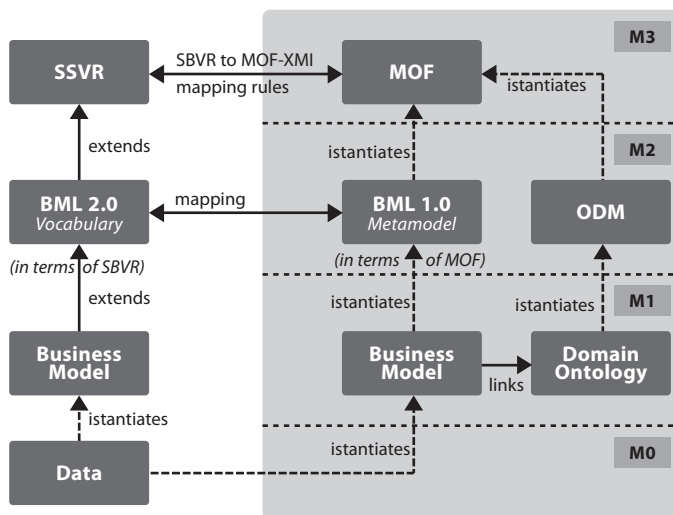 M3
SSVR
SBVR to MOF-XMI
mapping rules
MOF
istantiates
extends
istantiates
M2
BML 2.0
Vocabulary
mapping
BML 1.0
Metamodel
ODM
(in terms of SBVR)
(in terms of MOF)
extends
istantiates
istantiates
M1
Business
Model
Business
Model
links
Domain
Ontology
istantiates
istantiates
M0
Data